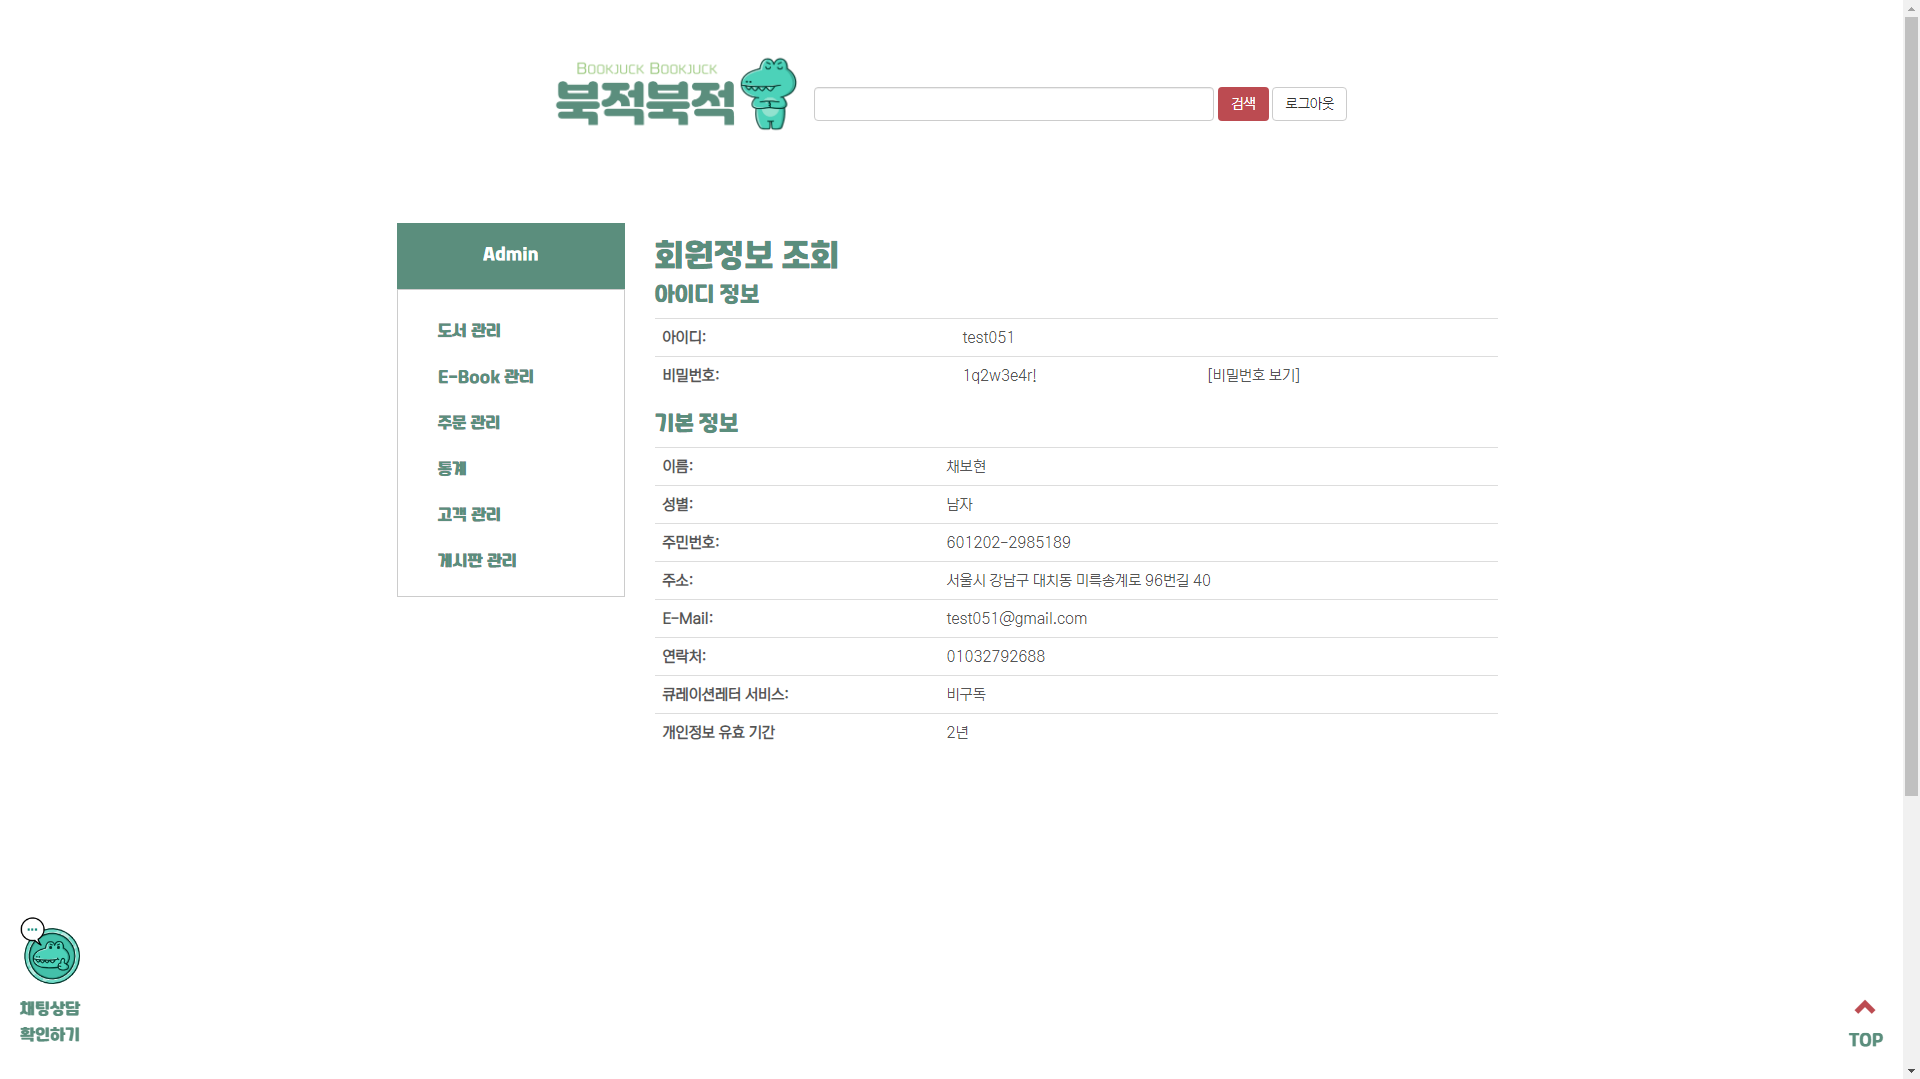 BOOKJUCK BOOKJUCK
북적북적
검색
로그아웃
Admin
도서 관리
E-Book 관리
주문 관리
통계
고객 관리
게시판 관리
회원정보 조회
아이디 정보
아이디: test051
비밀번호: 1q2w3e4r! [비밀번호 보기]
기본 정보
이름: 채보현
성별: 남자
주민번호: 601202-2985189
주소: 서울시 강남구 대치동 미륵송계로 96번길 40
E-Mail: test051@gmail.com
연락처: 01032792688
큐레이션레터 서비스: 비구독
개인정보 유효 기간 2년
채팅상담
확인하기
TOP